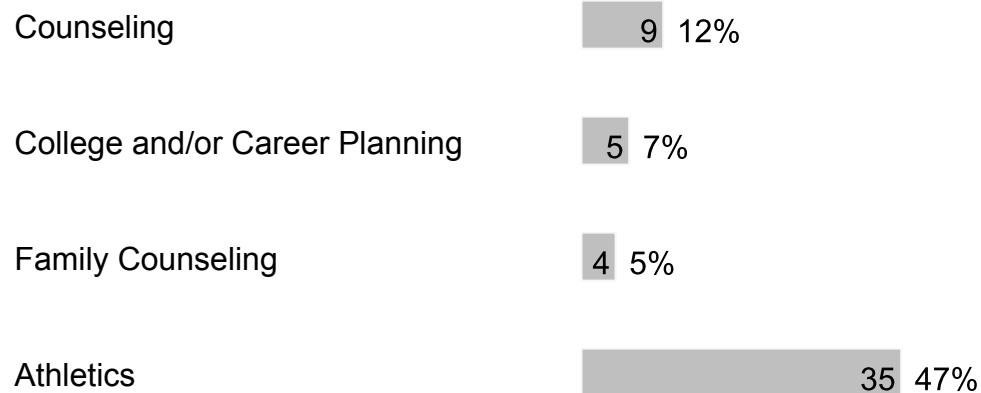 Counseling 9 12%
College and/or Career Planning 5 7%
Family Counseling 4 5%
Athletics 35 47%